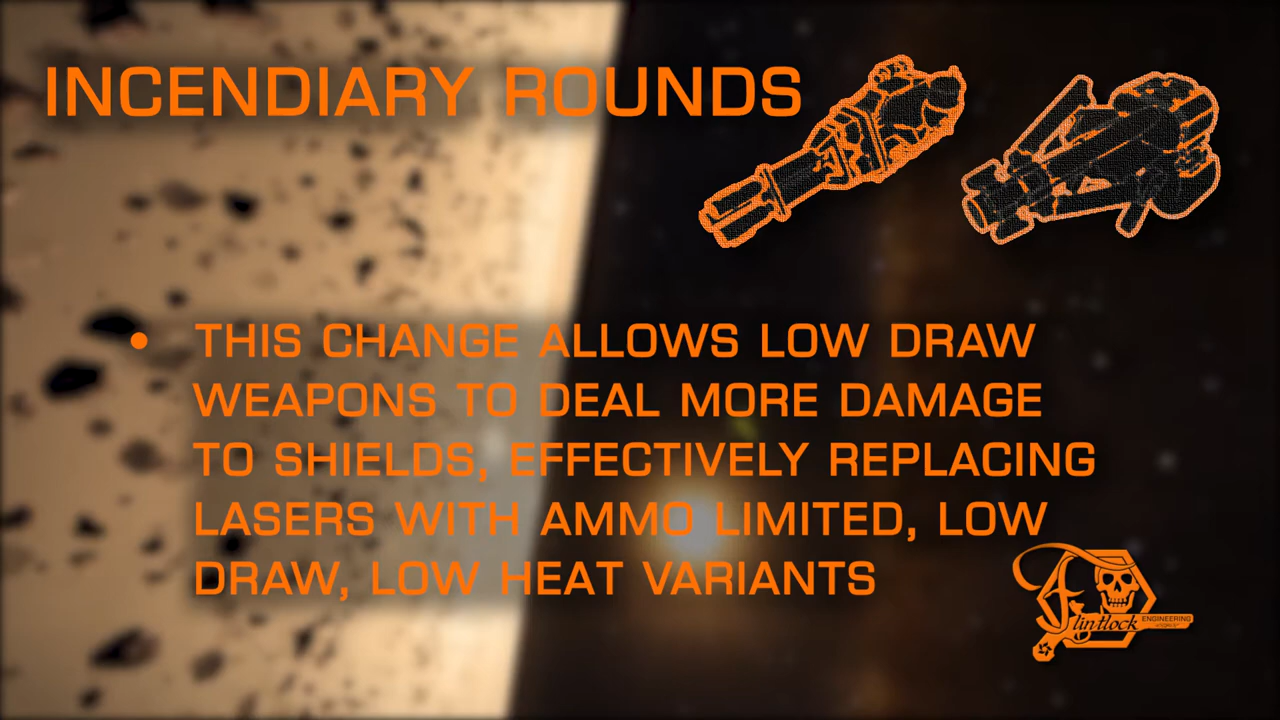 INCENDIARY ROUNDS
• THIS CHANGE ALLOWS LOW DRAW
WEAPONS TO DEAL MORE DAMAGE
TO SHIELDS, EFFECTIVELY REPLACING
LASERS WITH AMMO LIMITED, LOW
DRAW, LOW HEAT VARIANTS
Flintlock
ENGINEERING